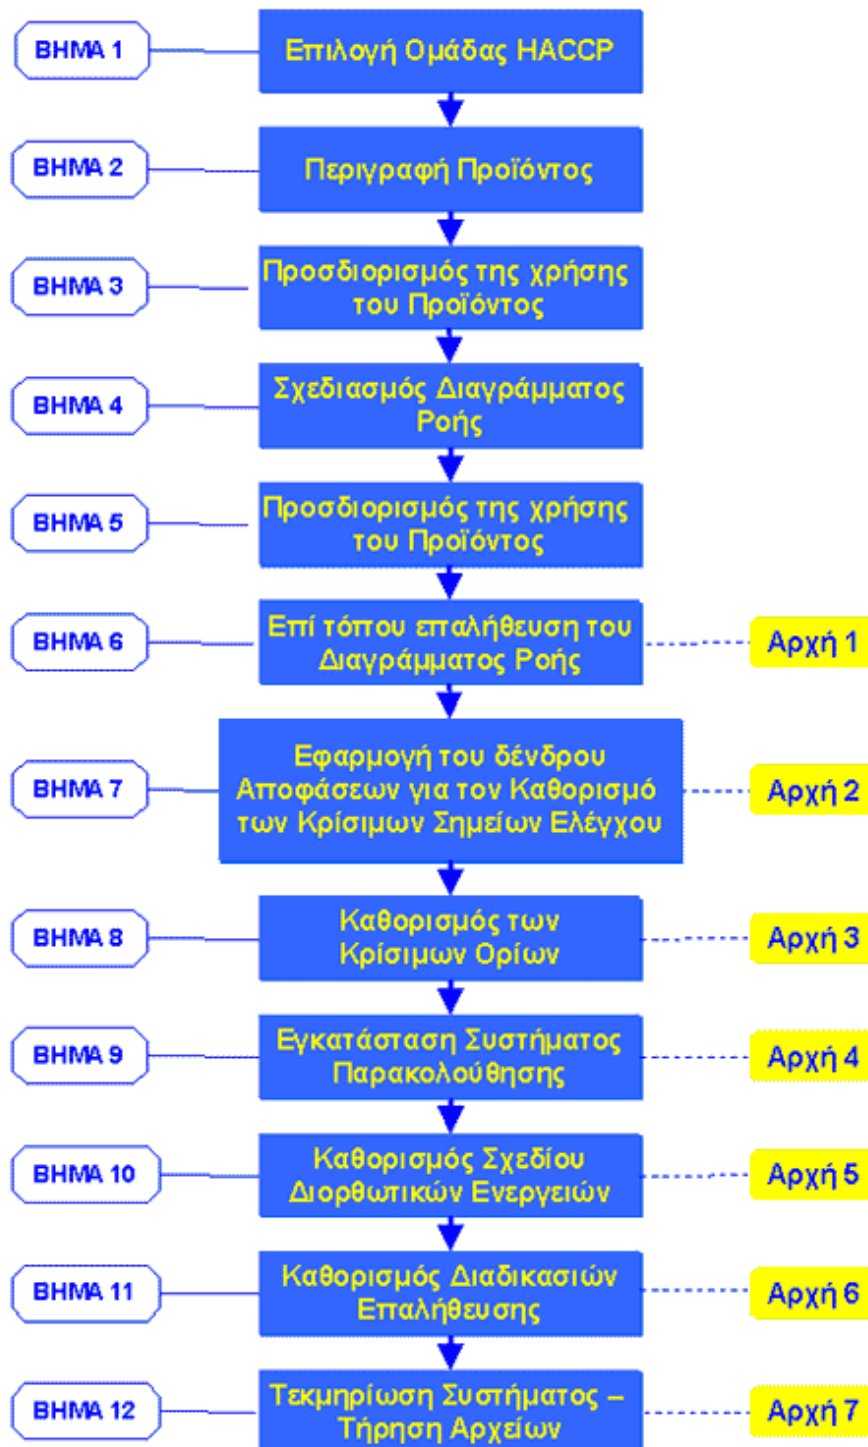 ΒΗΜΑ 1
Επιλογή Ομάδας HACCP
ΒΗΜΑ 2
Περιγραφή Προϊόντος
ΒΗΜΑ 3
Προσδιορισμός της χρήσης
του Προϊόντος
ΒΗΜΑ 4
Σχεδιασμός Διαγράμματος
Ροής
ΒΗΜΑ 5
Προσδιορισμός της χρήσης
του Προϊόντος
ΒΗΜΑ 6
Επί τόπου επαλήθευση του
Διαγράμματος Ροής
Αρχή 1
ΒΗΜΑ 7
Εφαρμογή του δένδρου
Αποφάσεων για τον Καθορισμό
των Κρίσιμων Σημείων Ελέγχου
Αρχή 2
ΒΗΜΑ 8
Καθορισμός των
Κρίσιμων Ορίων
Αρχή 3
ΒΗΜΑ 9
Εγκατάσταση Συστήματος
Παρακολούθησης
Αρχή 4
ΒΗΜΑ 10
Καθορισμός Σχεδίου
Διορθωτικών Ενεργειών
Αρχή 5
ΒΗΜΑ 11
Καθορισμός Διαδικασιών
Επαλήθευσης
Αρχή 6
ΒΗΜΑ 12
Τεκμηρίωση Συστήματος –
Τήρηση Αρχείων
Αρχή 7